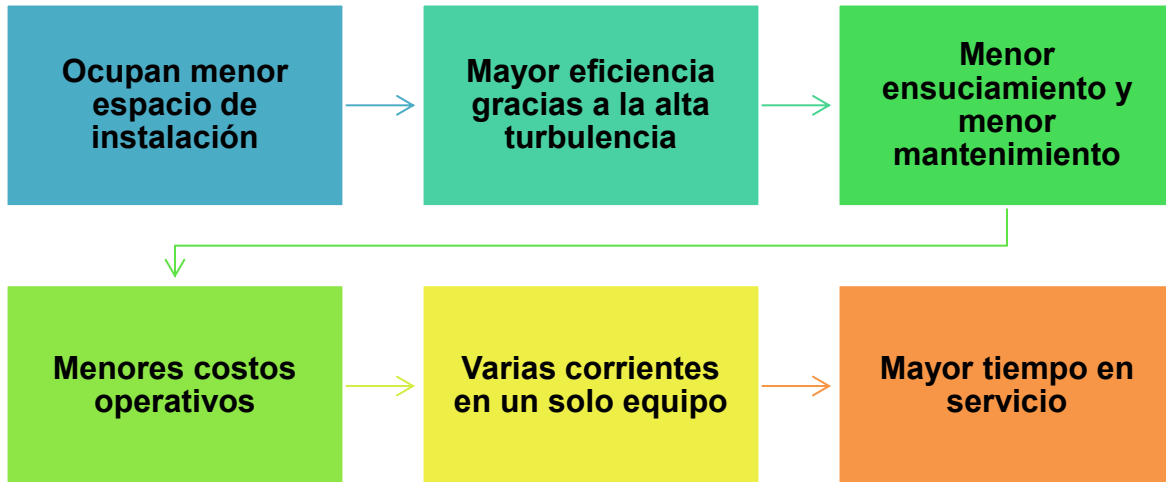 Ocupan menor
espacio de
instalación
Mayor eficiencia
gracias a la alta
turbulencia
Menor
ensuciamiento y
menor
mantenimiento
Menores costos
operativos
Varias corrientes
en un solo equipo
Mayor tiempo en
servicio